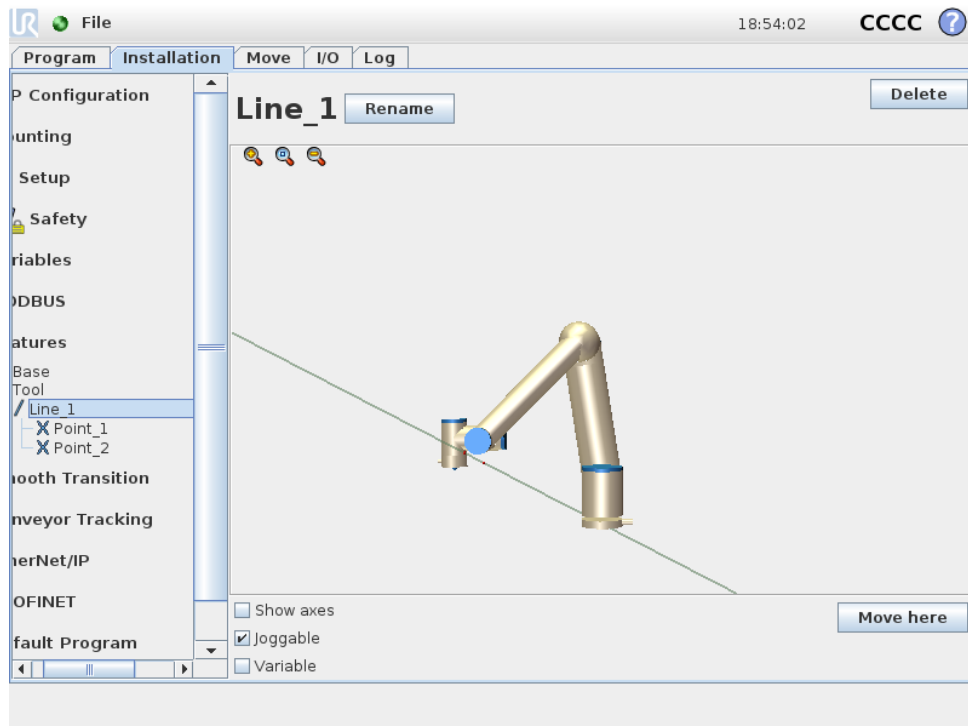 UR File 18:54:02 CCCC ?
Program Installation Move I/O Log
P Configuration
unting
Setup
Safety
riables
DBUS
atures
Base
Tool
Line_1
Point_1
Point_2
ooth Transition
nveyor Tracking
erNet/IP
OFINET
fault Program
Line_1 Rename Delete
Show axes
Joggable
Variable
Move here